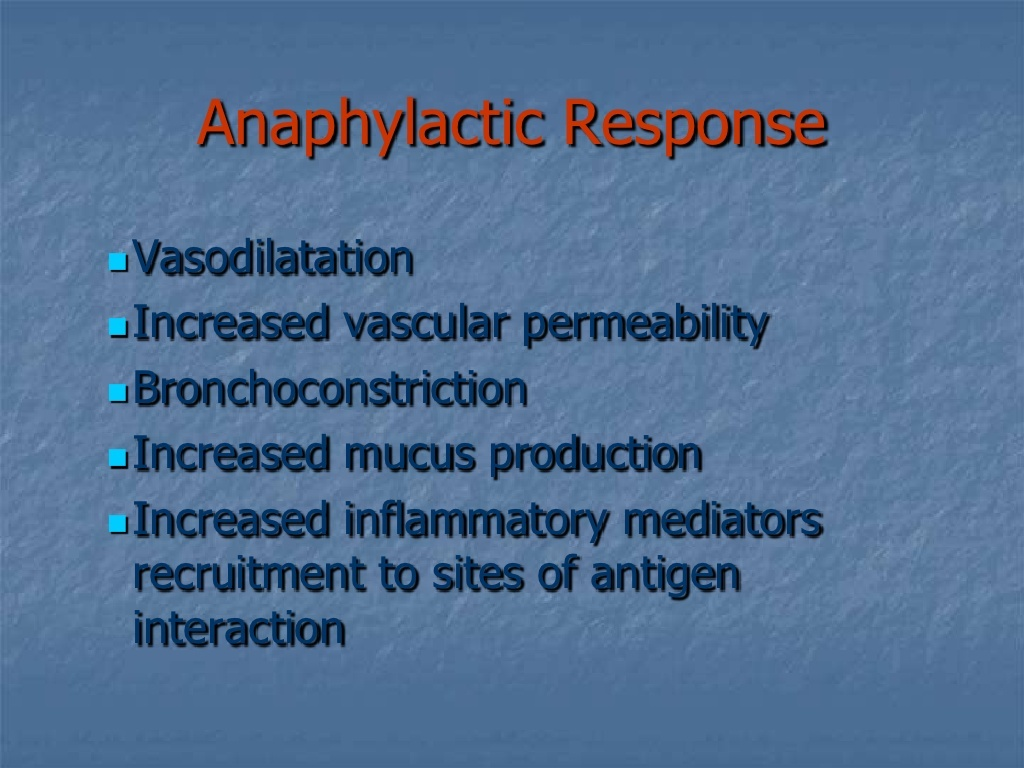 Anaphylactic Response
Vasodilatation
Increased vascular permeability
Bronchoconstriction
Increased mucus production
Increased inflammatory mediators
recruitment to sites of antigen
interaction